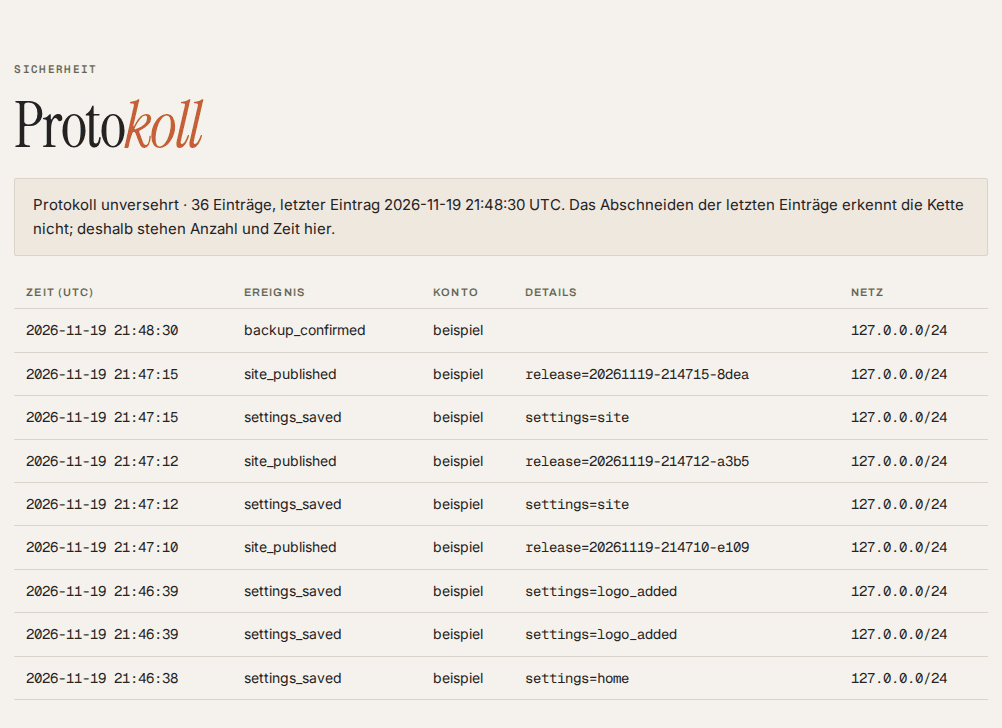 SICHERHEIT
Protokoll
Protokoll unversehrt · 36 Einträge, letzter Eintrag 2026-11-19 21:48:30 UTC. Das Abschneiden der letzten Einträge erkennt die Kette
nicht; deshalb stehen Anzahl und Zeit hier.
ZEIT (UTC) EREIGNIS KONTO DETAILS NETZ
2026-11-19 21:48:30 backup_confirmed beispiel 127.0.0.0/24
2026-11-19 21:47:15 site_published beispiel release=20261119-214715-8dea 127.0.0.0/24
2026-11-19 21:47:15 settings_saved beispiel settings=site 127.0.0.0/24
2026-11-19 21:47:12 site_published beispiel release=20261119-214712-a3b5 127.0.0.0/24
2026-11-19 21:47:12 settings_saved beispiel settings=site 127.0.0.0/24
2026-11-19 21:47:10 site_published beispiel release=20261119-214710-e109 127.0.0.0/24
2026-11-19 21:46:39 settings_saved beispiel settings=logo_added 127.0.0.0/24
2026-11-19 21:46:39 settings_saved beispiel settings=logo_added 127.0.0.0/24
2026-11-19 21:46:38 settings_saved beispiel settings=home 127.0.0.0/24